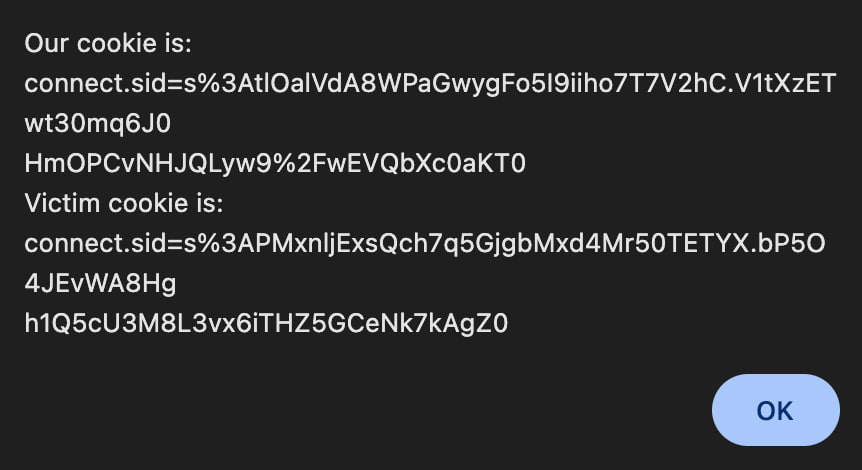 Our cookie is:
connect.sid=s%3AtlOalVdA8WPaGwygFo5I9iiho7T7V2hC.V1tXzET
wt30mq6J0
HmOPCvNHJQLyw9%2FwEVQbXc0aKT0
Victim cookie is:
connect.sid=s%3APMxnljExsQch7q5GjgbMxd4Mr50TETYX.bP5O
4JEvWA8Hg
h1Q5cU3M8L3vx6iTHZ5GCeNk7kAgZ0
OK